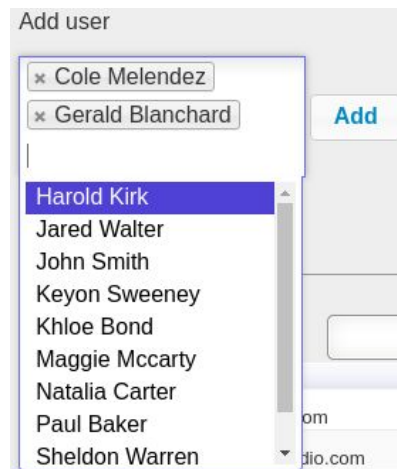 Add user
× Cole Melendez
× Gerald Blanchard
Add
Harold Kirk
Jared Walter
John Smith
Keyon Sweeney
Khloe Bond
Maggie Mccarty
Natalia Carter
Paul Baker
om
Sheldon Warren
dio.com